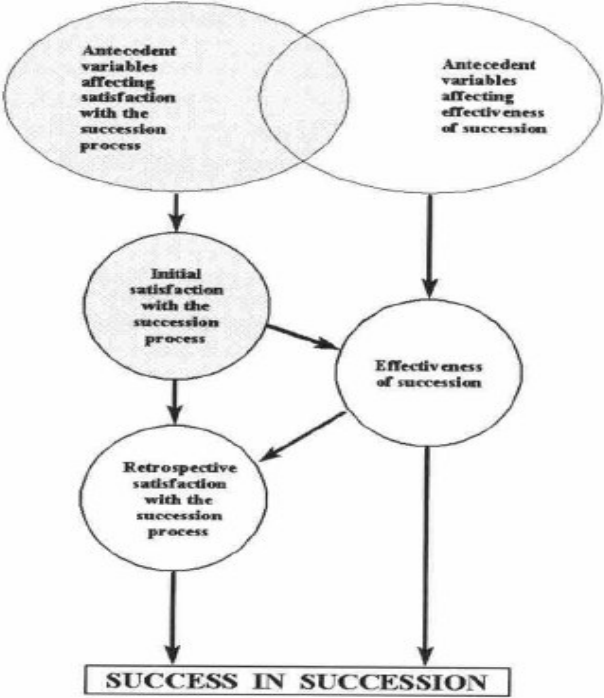 Antecedent
variables
affecting
satisfaction
with the
succession
process
Antecedent
variables
affecting
effectiveness
of succession
Initial
satisfaction
with the
succession
process
Effectiveness
of succession
Retrospective
satisfaction
with the
succession
process
SUCCESS IN SUCCESSION